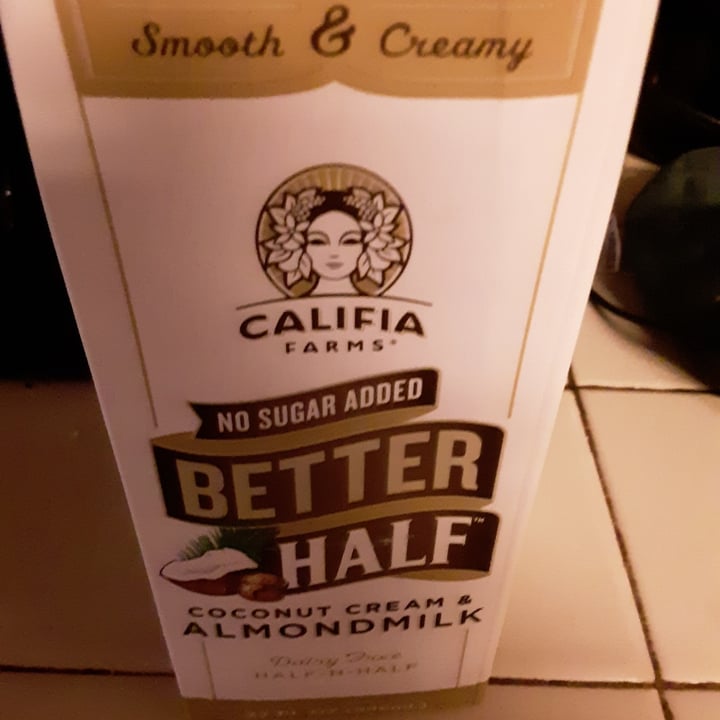 Smooth & Creamy
CALIFIA
FARMS®
NO SUGAR ADDED
BETTER
HALF™
COCONUT CREAM &
ALMONDMILK
Dairy Free
HALF-N-HALF